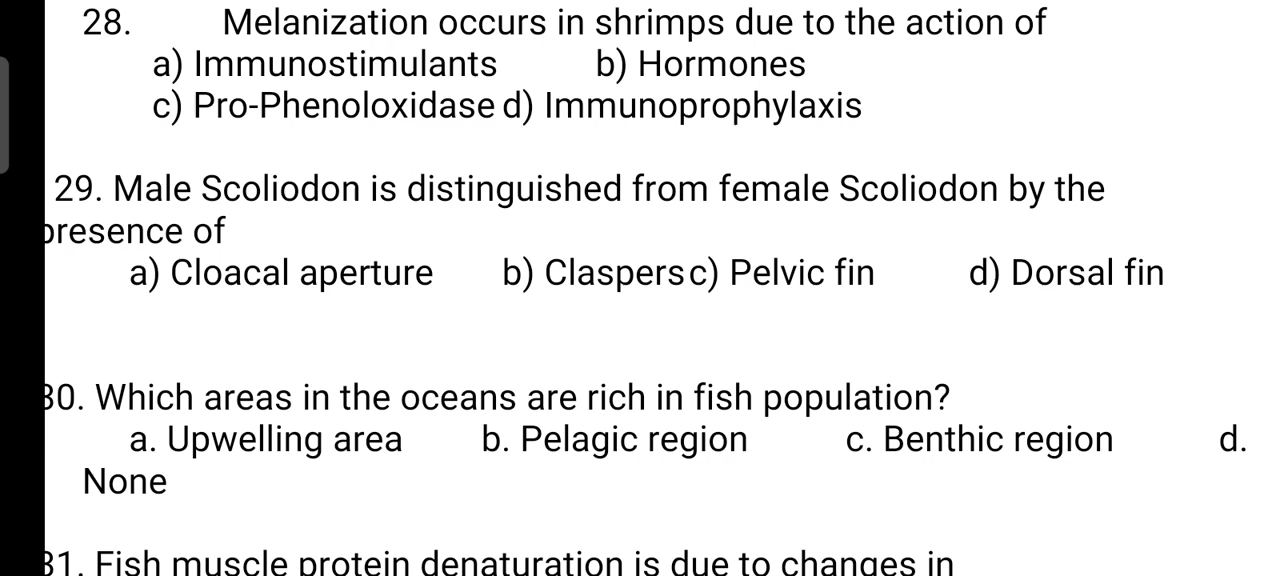 28. Melanization occurs in shrimps due to the action of
a) Immunostimulants b) Hormones
c) Pro-Phenoloxidase d) Immunoprophylaxis
29. Male Scoliodon is distinguished from female Scoliodon by the
presence of
a) Cloacal aperture b) Claspers c) Pelvic fin d) Dorsal fin
30. Which areas in the oceans are rich in fish population?
a. Upwelling area b. Pelagic region c. Benthic region d.
None
31. Fish muscle protein denaturation is due to changes in